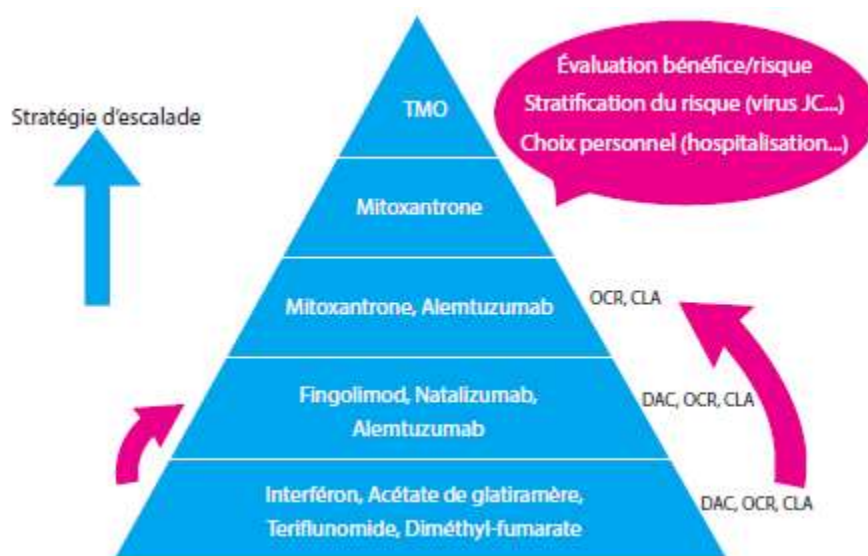 Stratégie d'escalade
TMO
Évaluation bénéfice/risque
Stratification du risque (virus JC...)
Choix personnel (hospitalisation...)
Mitoxantrone
Mitoxantrone, Alemtuzumab
OCR, CLA
Fingolimod, Natalizumab,
Alemtuzumab
DAC, OCR, CLA
Interféron, Acétate de glatiramère,
Teriflunomide, Diméthyl-fumarate
DAC, OCR, CLA